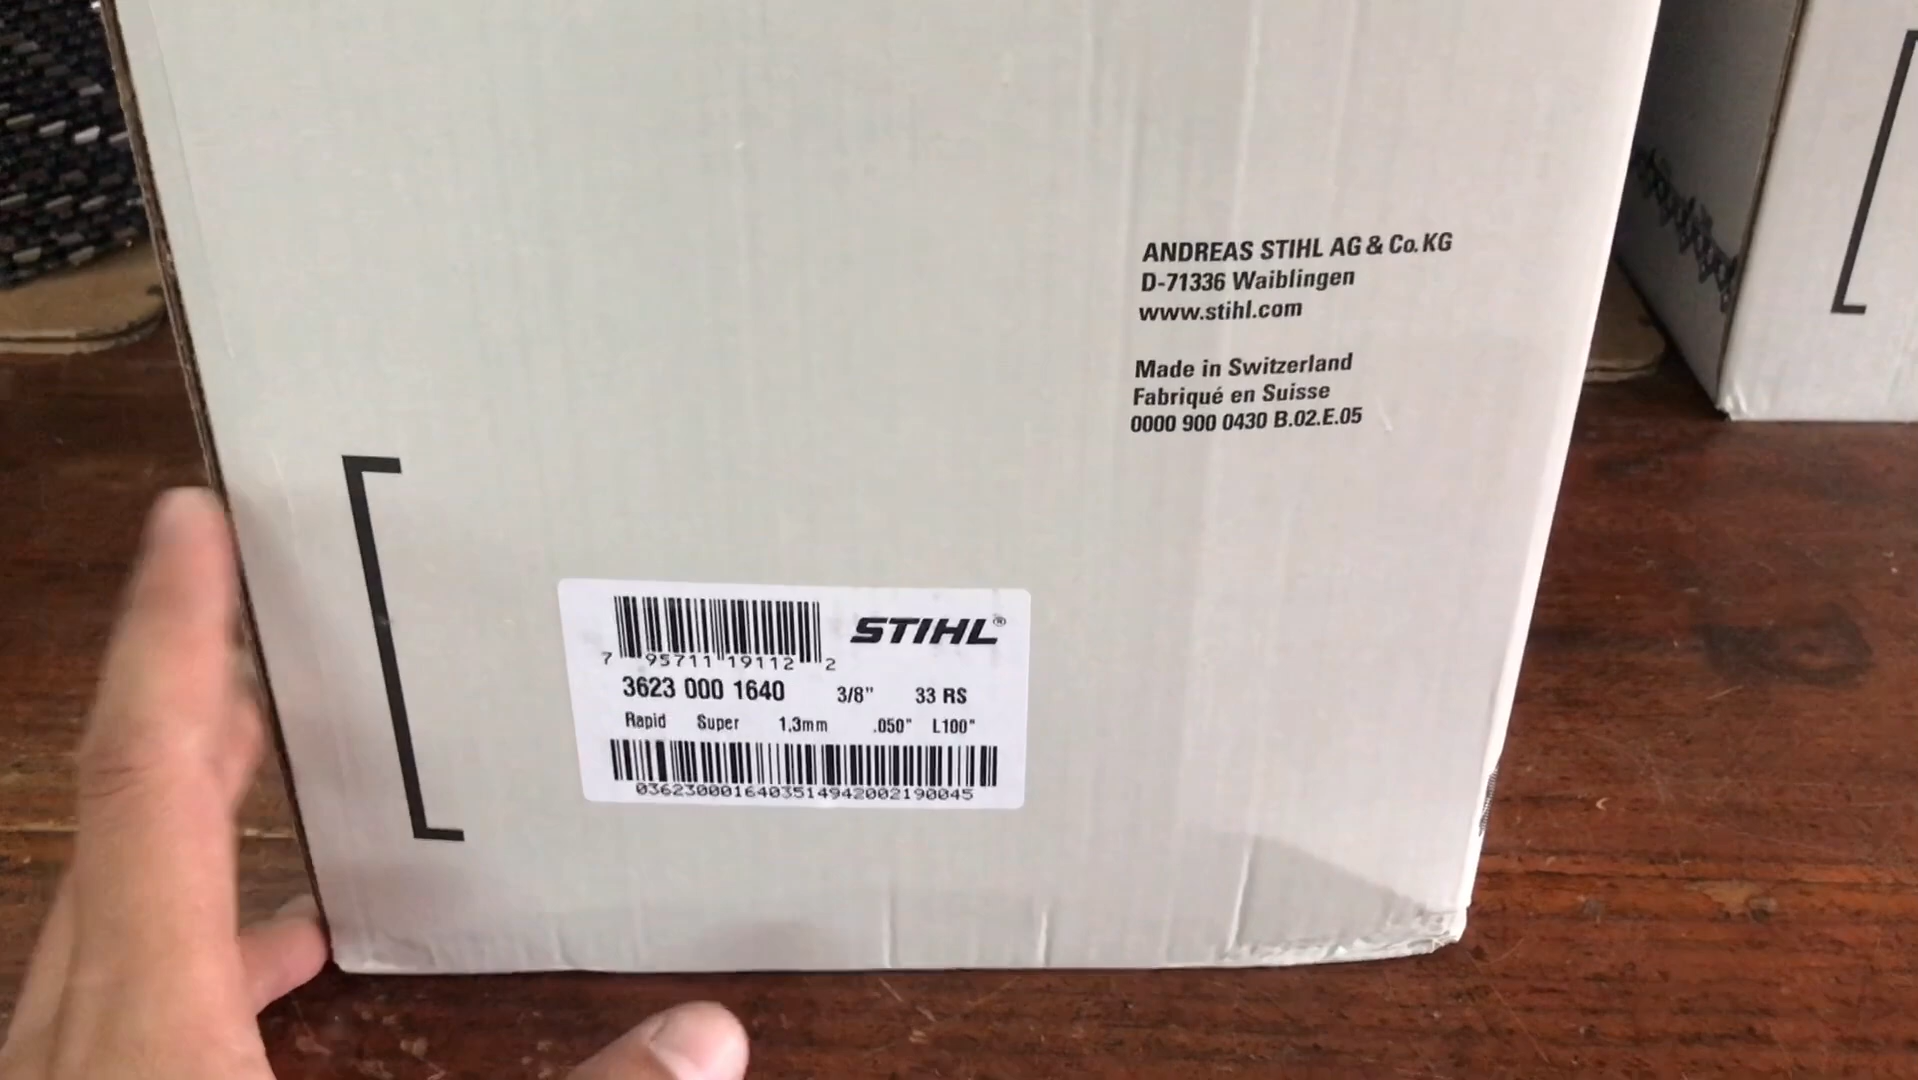 ANDREAS STIHL AG & Co. KG
D-71336 Waiblingen
www.stihl.com
Made in Switzerland
Fabriqué en Suisse
0000 900 0430 B.02.E.05
STIHL®
7 95711 19112 2
3623 000 1640 3/8" 33 RS
Rapid Super 1,3mm .050" L100"
0362300016403514942002190045